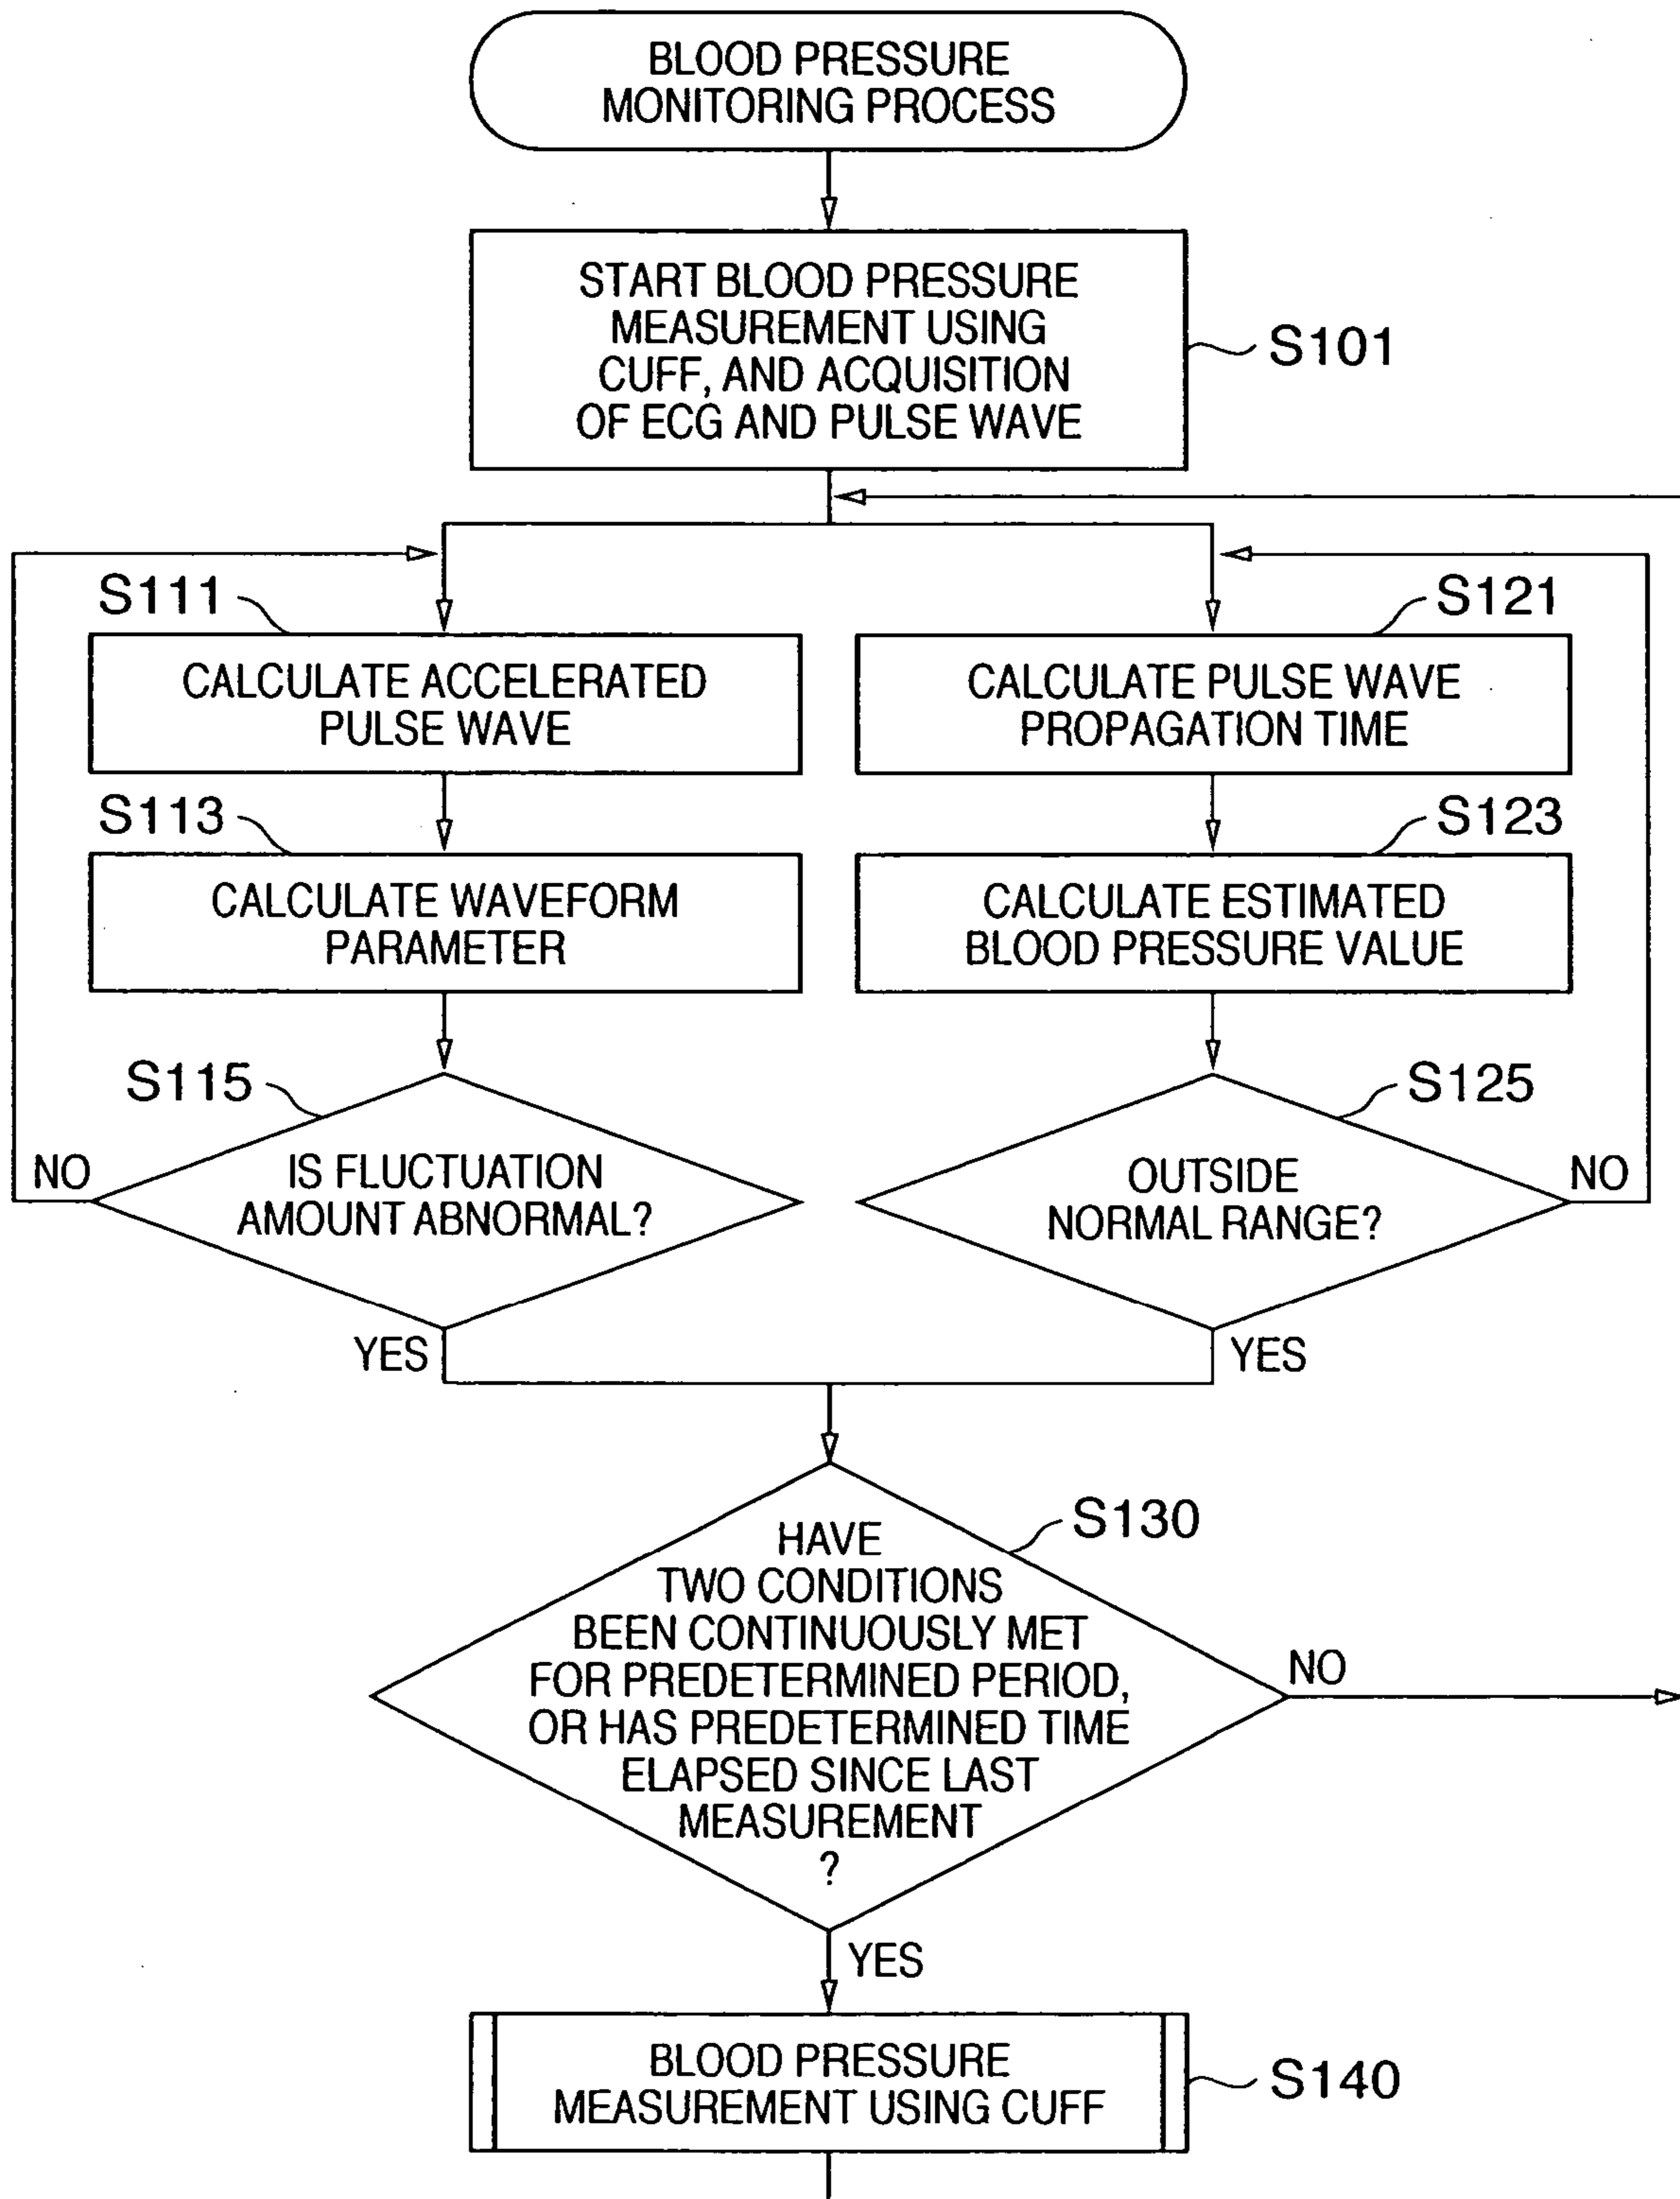 BLOOD PRESSURE
MONITORING PROCESS
START BLOOD PRESSURE
MEASUREMENT USING
CUFF, AND ACQUISITION
OF ECG AND PULSE WAVE
S101
S111
CALCULATE ACCELERATED
PULSE WAVE
S121
CALCULATE PULSE WAVE
PROPAGATION TIME
S113
CALCULATE WAVEFORM
PARAMETER
S123
CALCULATE ESTIMATED
BLOOD PRESSURE VALUE
S115
IS FLUCTUATION
AMOUNT ABNORMAL?
NO
YES
S125
OUTSIDE
NORMAL RANGE?
NO
YES
S130
HAVE
TWO CONDITIONS
BEEN CONTINUOUSLY MET
FOR PREDETERMINED PERIOD,
OR HAS PREDETERMINED TIME
ELAPSED SINCE LAST
MEASUREMENT
?
NO
YES
BLOOD PRESSURE
MEASUREMENT USING CUFF
S140